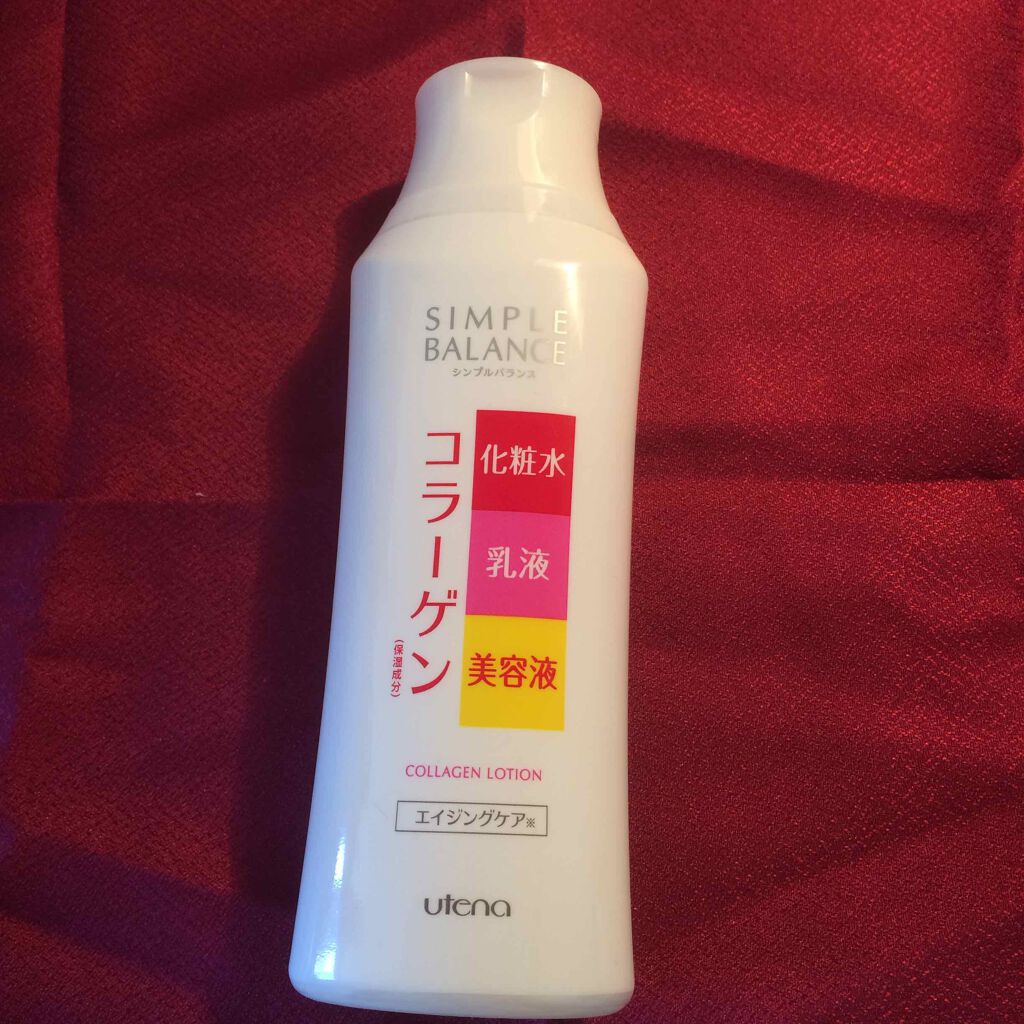 SIMPLE
BALANCE
シンプルバランス
コラーゲン
(保湿成分)
化粧水
乳液
美容液
COLLAGEN LOTION
エイジングケア※
utena